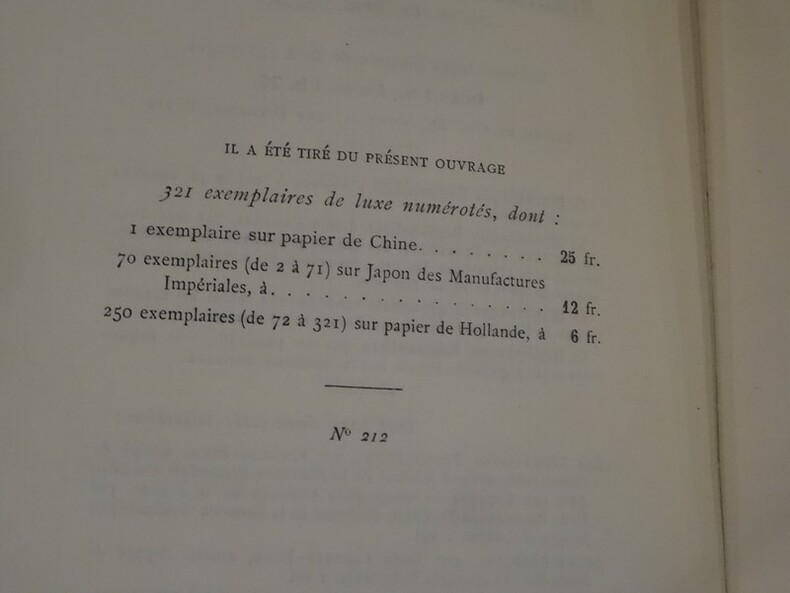 IL A ÉTÉ TIRÉ DU PRÉSENT OUVRAGE
321 exemplaires de luxe numérotés, dont :
1 exemplaire sur papier de Chine. . . . . . . . 25 fr.
70 exemplaires (de 2 à 71) sur Japon des Manufactures
Impériales, à. . . . . . . . . . . . . . . . . 12 fr.
250 exemplaires (de 72 à 321) sur papier de Hollande, à 6 fr.
Nº 212